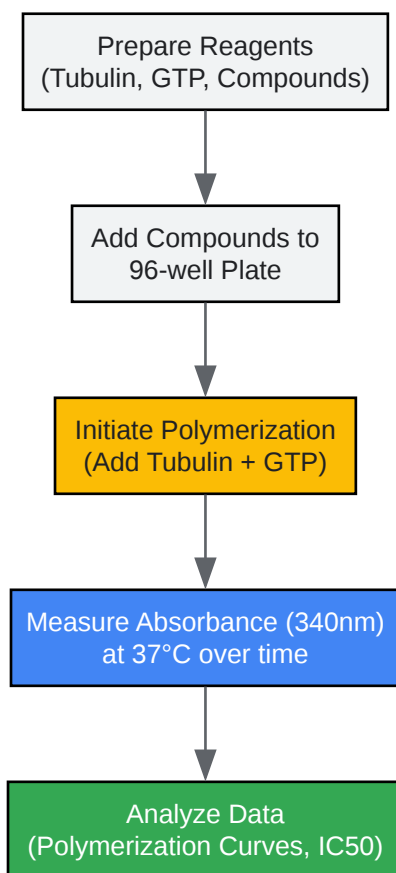 Prepare Reagents
(Tubulin, GTP, Compounds)
Add Compounds to
96-well Plate
Initiate Polymerization
(Add Tubulin + GTP)
Measure Absorbance (340nm)
at 37°C over time
Analyze Data
(Polymerization Curves, IC50)